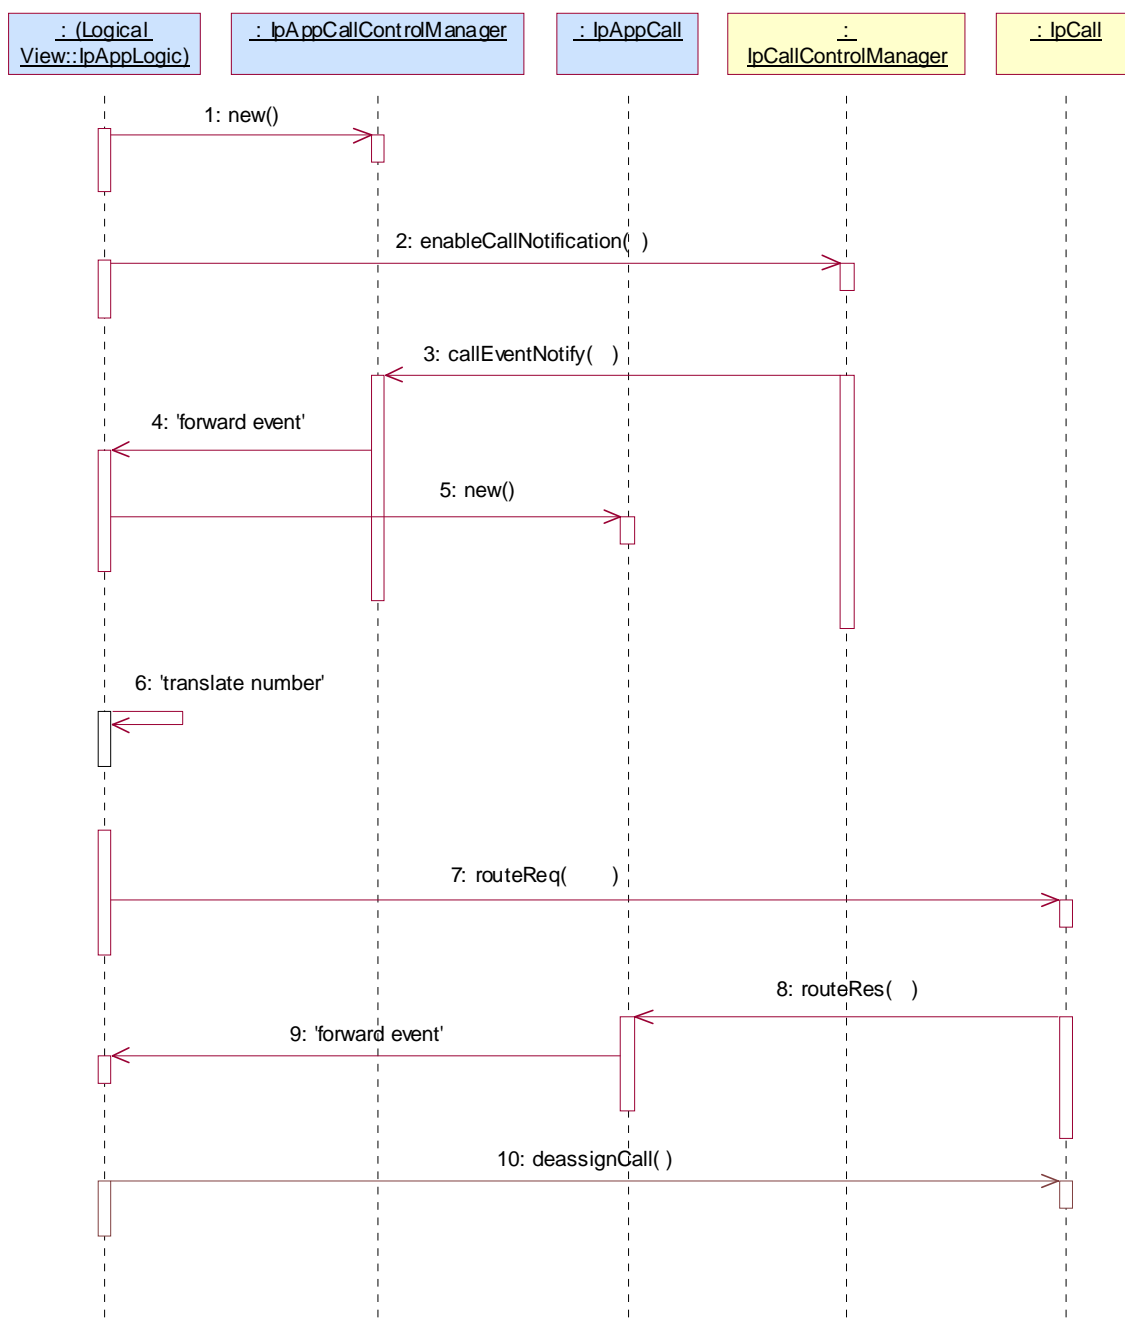 : (Logical
View::IpAppLogic)
: IpAppCallControlManager
: IpAppCall
:
IpCallControlManager
: IpCall
1: new()
2: enableCallNotification( )
3: callEventNotify( )
4: 'forward event'
5: new()
6: 'translate number'
7: routeReq( )
8: routeRes( )
9: 'forward event'
10: deassignCall( )